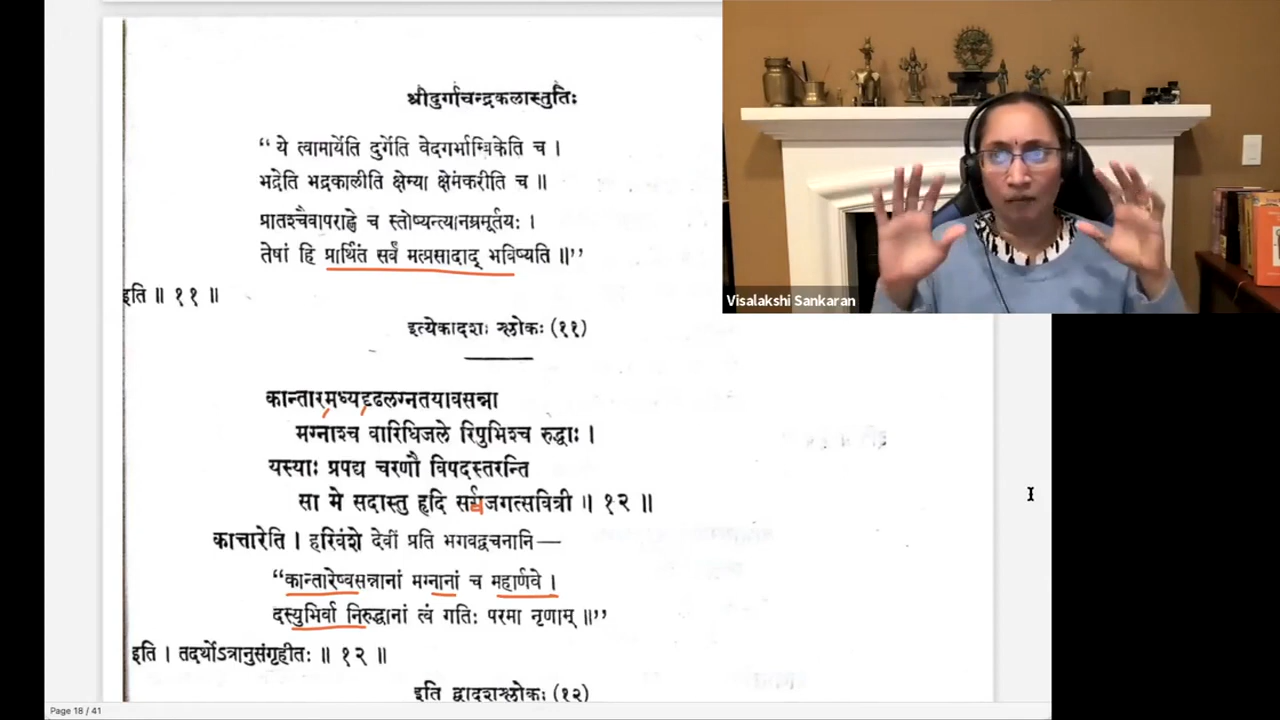 श्रीदुर्गाचन्द्रकलास्तुतिः
“ ये त्वामार्येति दुर्गेति वेदगर्भाम्बिकेति च ।
भद्रेति भद्रकालीति क्षेम्या क्षेमंकरीति च ॥
प्रातश्चैवापराह्ने च स्तोष्यन्त्यानम्रमूर्तयः ।
तेषां हि प्रार्थितं सर्वं मत्प्रसादाद् भविष्यति ॥”
इति ॥ ११ ॥
इत्येकादशः श्लोकः (११)
कान्तारमध्यदृढलग्नतयावसन्ना
मग्नाश्च वारिधिजले रिपुभिश्च रुद्धाः ।
यस्याः प्रपद्य चरणौ विपदस्तरन्ति
सा मे सदास्तु हृदि सर्वजगत्सवित्री ॥ १२ ॥
कात्तारेति । हरिवंशे देवीं प्रति भगवद्वचनानि—
“कान्तारेष्वसन्नानां मग्नानां च महार्णवे ।
दस्युभिर्वा निरुद्धानां त्वं गतिः परमा नृणाम् ॥”
इति । तदर्थोऽत्रानुसंगृहीतः ॥ १२ ॥
इति द्वादशश्लोकः (१२)
Page 18 / 41
Visalakshi Sankaran